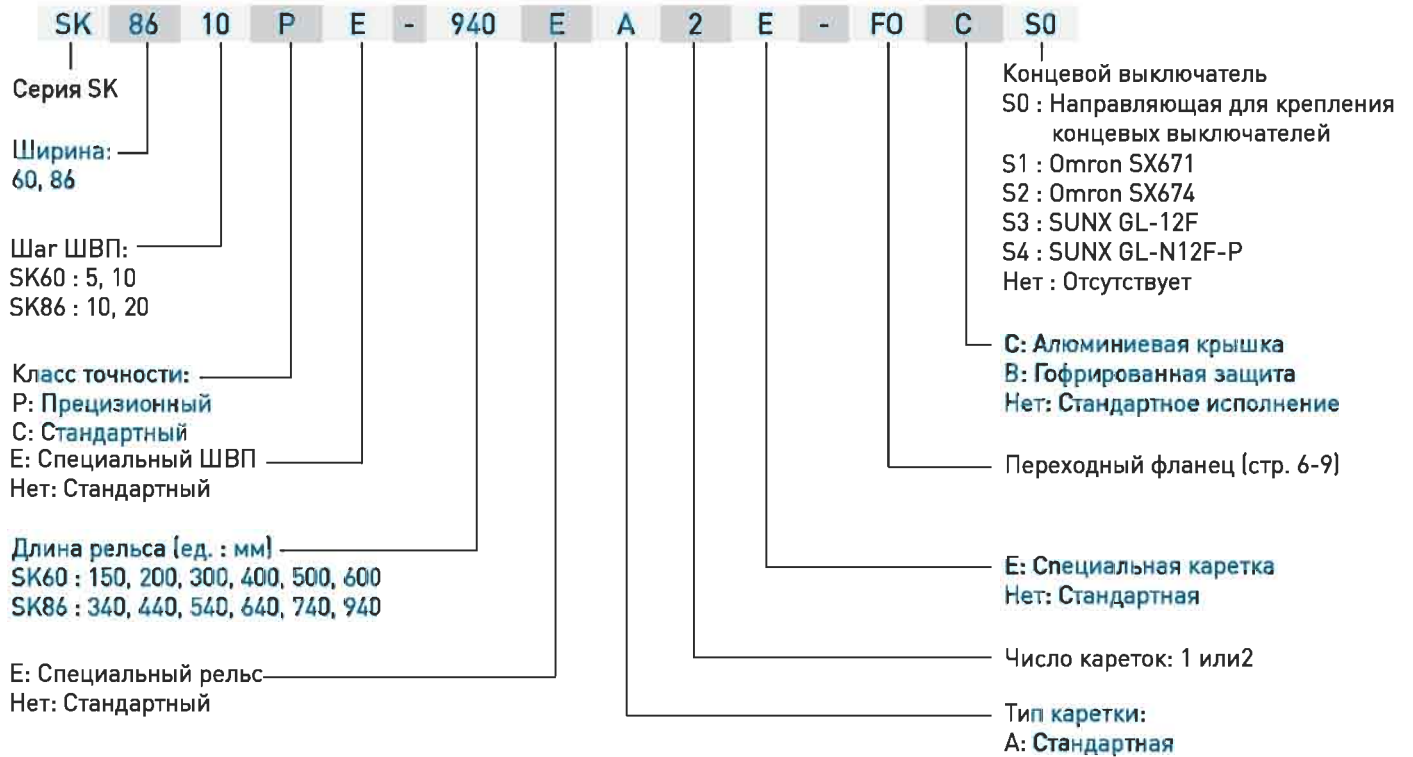 SK 86 10 P E - 940 E A 2 E - F0 C S0
Серия SK
Ширина:
60, 86
Шаг ШВП:
SK60 : 5, 10
SK86 : 10, 20
Класс точности:
P: Прецизионный
C: Стандартный
E: Специальный ШВП
Нет: Стандартный
Длина рельса (ед. : мм)
SK60 : 150, 200, 300, 400, 500, 600
SK86 : 340, 440, 540, 640, 740, 940
E: Специальный рельс
Нет: Стандартный
Концевой выключатель
S0 : Направляющая для крепления
концевых выключателей
S1 : Omron SX671
S2 : Omron SX674
S3 : SUNX GL-12F
S4 : SUNX GL-N12F-P
Нет : Отсутствует
C: Алюминиевая крышка
B: Гофрированная защита
Нет: Стандартное исполнение
Переходный фланец (стр. 6-9)
E: Специальная каретка
Нет: Стандартная
Число кареток: 1 или2
Тип каретки:
A: Стандартная